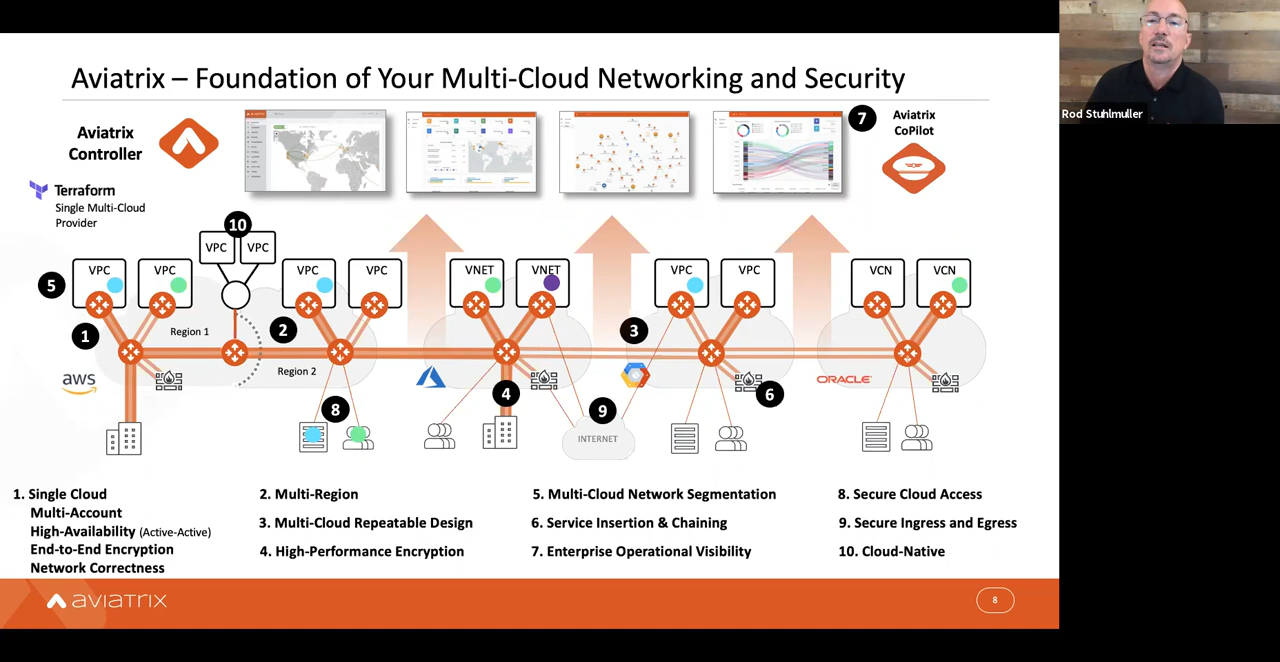 Aviatrix – Foundation of Your Multi-Cloud Networking and Security
Rod Stuhlmuller
Aviatrix
Controller
7
Aviatrix
CoPilot
Terraform
Single Multi-Cloud
Provider
10
VPC VPC
5
VPC VPC VPC VPC VNET VNET VPC VPC VCN VCN
1
Region 1
2
3
Region 2
aws
ORACLE
4
6
8
9
INTERNET
1. Single Cloud
Multi-Account
High-Availability (Active-Active)
End-to-End Encryption
Network Correctness
2. Multi-Region
3. Multi-Cloud Repeatable Design
4. High-Performance Encryption
5. Multi-Cloud Network Segmentation
6. Service Insertion & Chaining
7. Enterprise Operational Visibility
8. Secure Cloud Access
9. Secure Ingress and Egress
10. Cloud-Native
aviatrix
8